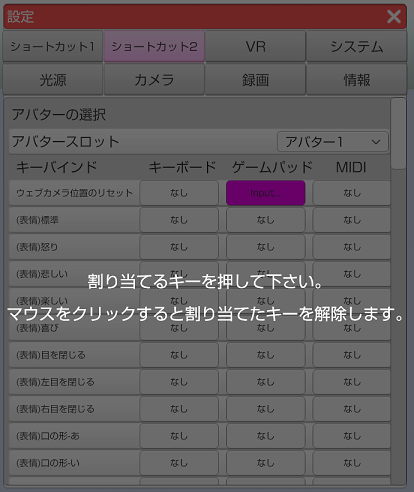 設定
ショートカット1 ショートカット2 VR システム
光源 カメラ 録画 情報
アバターの選択
アバタースロット アバター1
キーバインド キーボード ゲームパッド MIDI
ウェブカメラ位置のリセット なし なし
(表情)標準 なし なし なし
(表情)怒り なし なし なし
(表情)悲しい なし なし なし
割り当てるキーを押して下さい。
(表情)楽しい なし なし なし
マウスをクリックすると割り当てたキーを解除します。
(表情)喜び なし なし なし
(表情)目を閉じる なし なし なし
(表情)左目を閉じる なし なし なし
(表情)右目を閉じる なし なし なし
(表情)口の形-あ なし なし なし
(表情)口の形-い なし なし なし